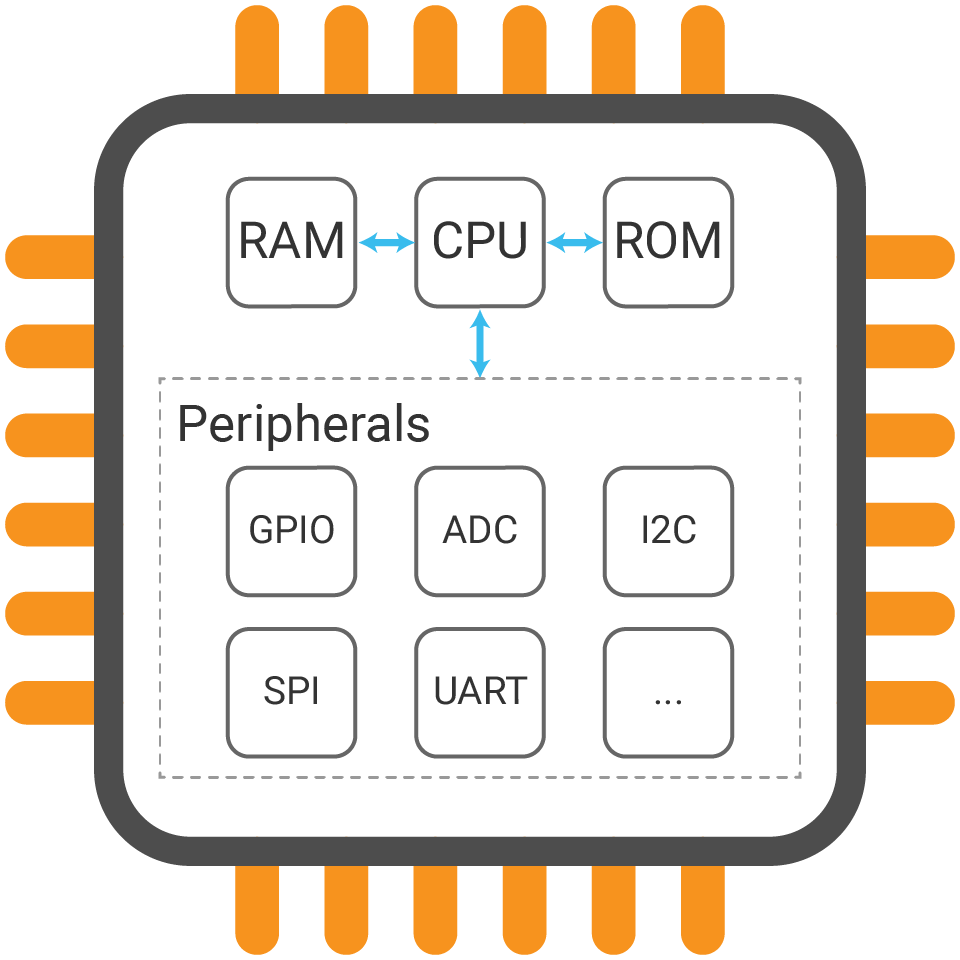 RAM CPU ROM
Peripherals
GPIO ADC I2C
SPI UART ...